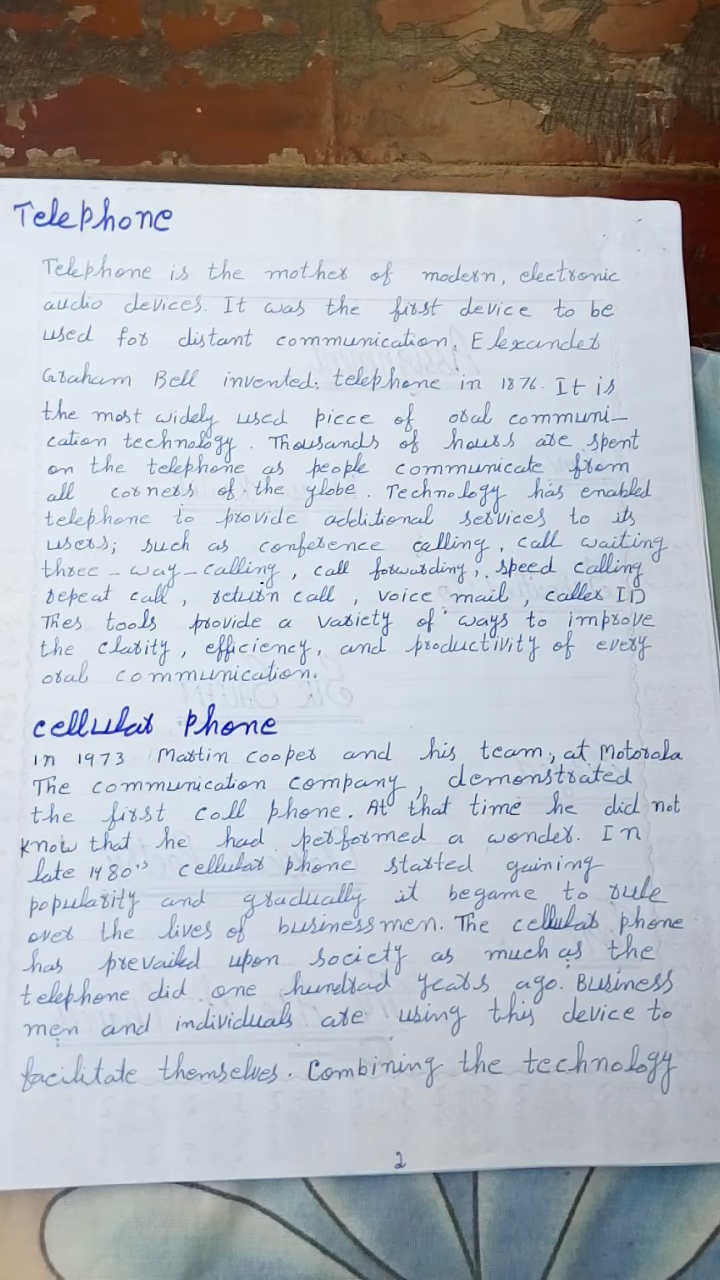 Telephone
Telephone is the mother of modern, electronic
audio devices. It was the first device to be
used for distant communication. Elexander
Graham Bell invented. telephone in 1876. It is
the most widely used piece of oral communi-
cation technology. Thousands of hours are spent
on the telephone as people communicate from
all corners of the globe. Technology has enabled
telephone to provide additional services to its
users; such as conference calling, call waiting
three-way-calling, call forwarding, speed calling
repeat call, return call, voice mail, caller ID
Thes tools provide a variety of ways to improve
the clarity, efficiency, and productivity of every
oral communication.
cellular phone
in 1973 Martin cooper and his team, at Motorola
The communication company, demonstrated
the first coll phone. At that time he did not
know that he had performed a wonder. In
late 1980's cellular phone started gaining
popularity and gradually it begame to rule
over the lives of businessmen. The cellular phone
has prevailed upon society as much as the
telephone did one hundrad years ago. Business
men and individuals are using this device to
facilitate themselves. Combining the technology
2